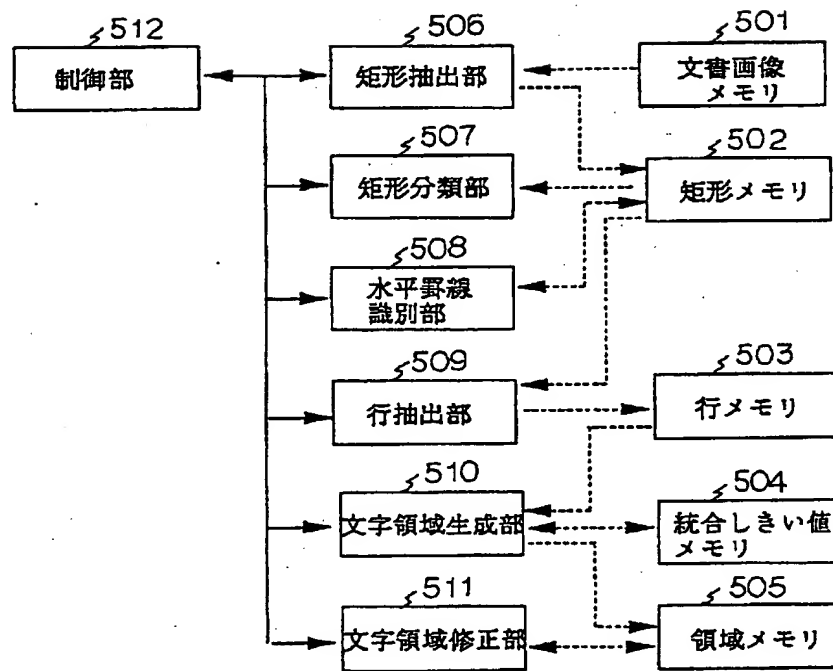 512
制御部
506
矩形抽出部
501
文書画像
メモリ
507
矩形分類部
502
矩形メモリ
508
水平罫線
識別部
509
行抽出部
503
行メモリ
510
文字領域生成部
504
統合しきい値
メモリ
511
文字領域修正部
505
領域メモリ